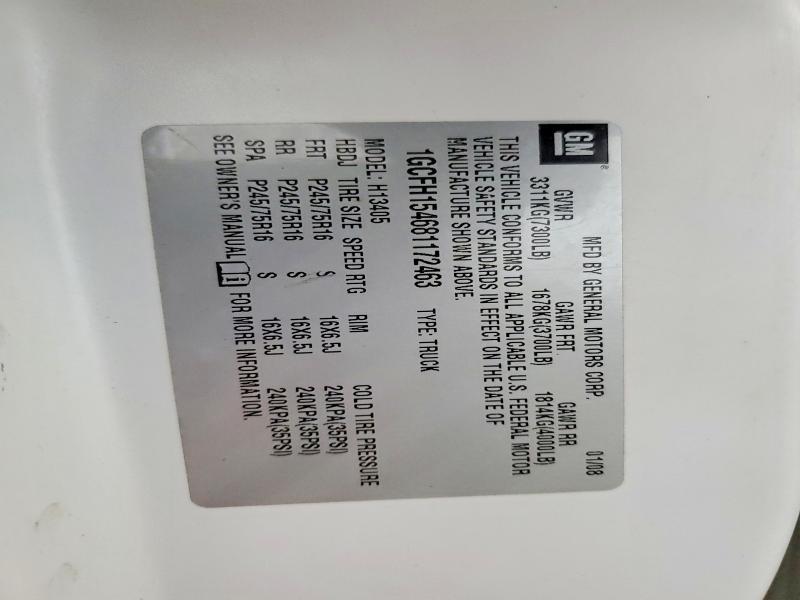 GM®
MFD BY GENERAL MOTORS CORP. 01/08
GVWR GAWR FRT. GAWR RR
3311KG(7300LB) 1678KG(3700LB) 1814KG(4000LB)
THIS VEHICLE CONFORMS TO ALL APPLICABLE U.S. FEDERAL MOTOR
VEHICLE SAFETY STANDARDS IN EFFECT ON THE DATE OF
MANUFACTURE SHOWN ABOVE.
1GCFH154681172463 TYPE: TRUCK
MODEL: H13405
HBDJ TIRE SIZE SPEED RTG RIM COLD TIRE PRESSURE
FRT P245/75R16 S 16X6.5J 240KPA(35PSI)
RR P245/75R16 S 16X6.5J 240KPA(35PSI)
SPA P245/75R16 S 16X6.5J 240KPA(35PSI)
SEE OWNER'S MANUAL FOR MORE INFORMATION.